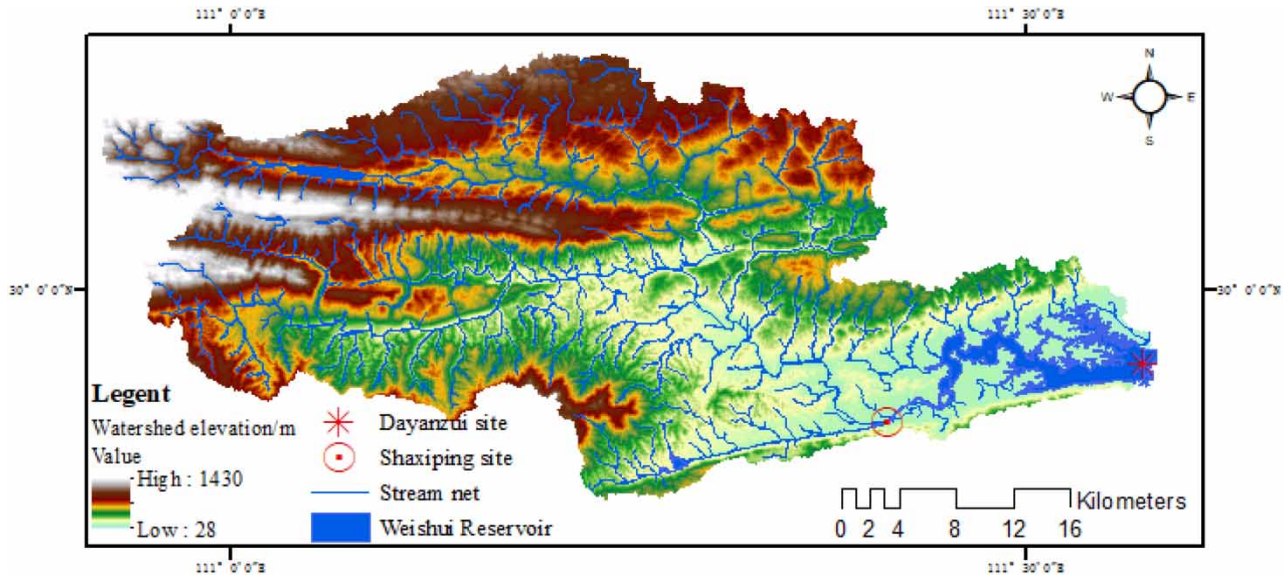 111° 0'0"E 111° 30'0"E
N
W E
S
30° 0'0"N 30° 0'0"N
Legent
Watershed elevation/m
Value
High : 1430
Low : 28
Dayanzui site
Shaxiping site
Stream net
Weishui Reservoir
Kilometers
0 2 4 8 12 16
111° 0'0"E 111° 30'0"E